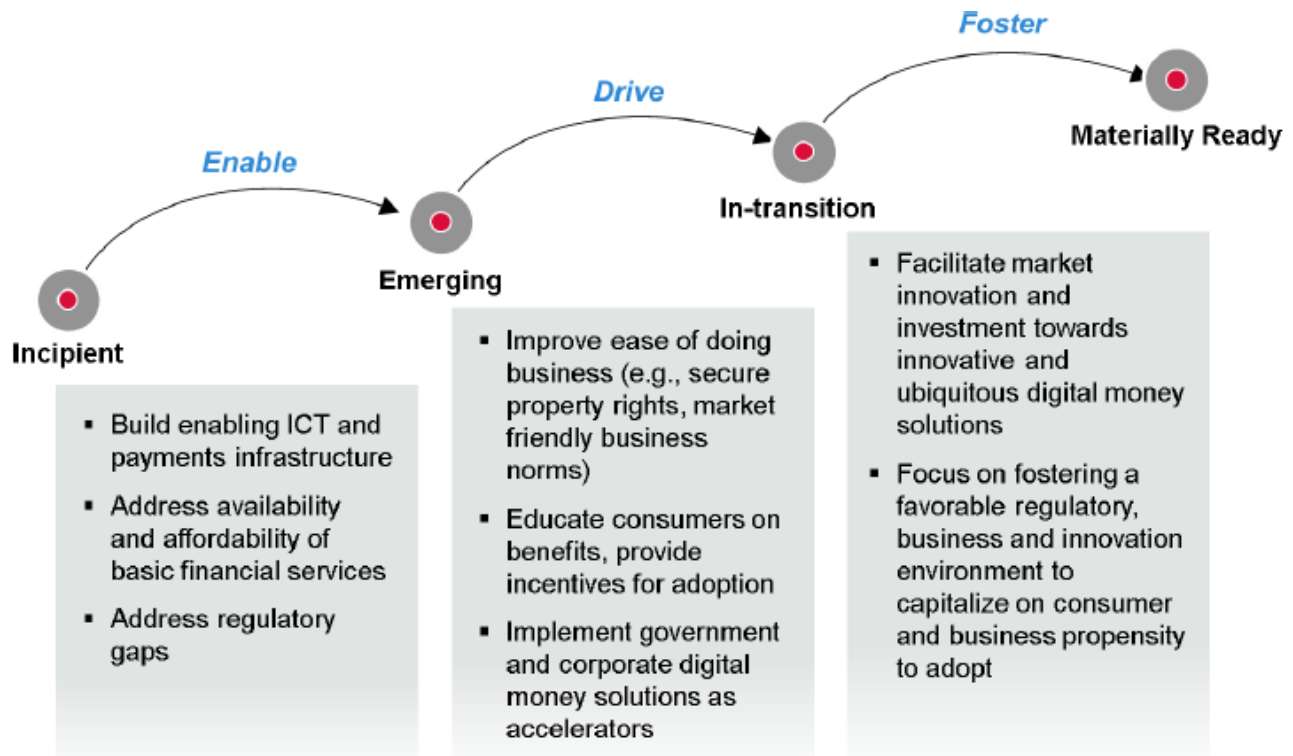 Foster
Drive
Materially Ready
Enable
In-transition
Emerging
Incipient
▪ Build enabling ICT and
payments infrastructure
▪ Address availability
and affordability of
basic financial services
▪ Address regulatory
gaps
▪ Improve ease of doing
business (e.g., secure
property rights, market
friendly business
norms)
▪ Educate consumers on
benefits, provide
incentives for adoption
▪ Implement government
and corporate digital
money solutions as
accelerators
▪ Facilitate market
innovation and
investment towards
innovative and
ubiquitous digital money
solutions
▪ Focus on fostering a
favorable regulatory,
business and innovation
environment to
capitalize on consumer
and business propensity
to adopt